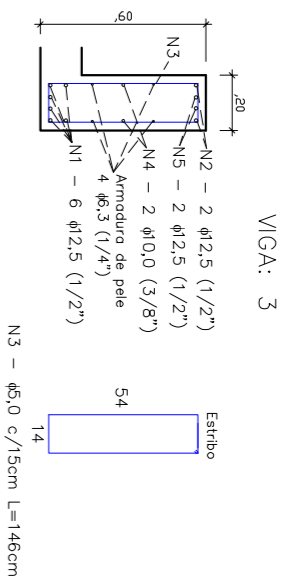 VIGA: 3
,60
,20
N3
N2 - 2 ϕ12,5 (1/2")
N5 - 2 ϕ12,5 (1/2")
N4 - 2 ϕ10,0 (3/8")
Armadura de pele
4 ϕ6,3 (1/4")
N1 - 6 ϕ12,5 (1/2")
Estribo
54
14
N3 - ϕ5,0 c/15cm L=146cm